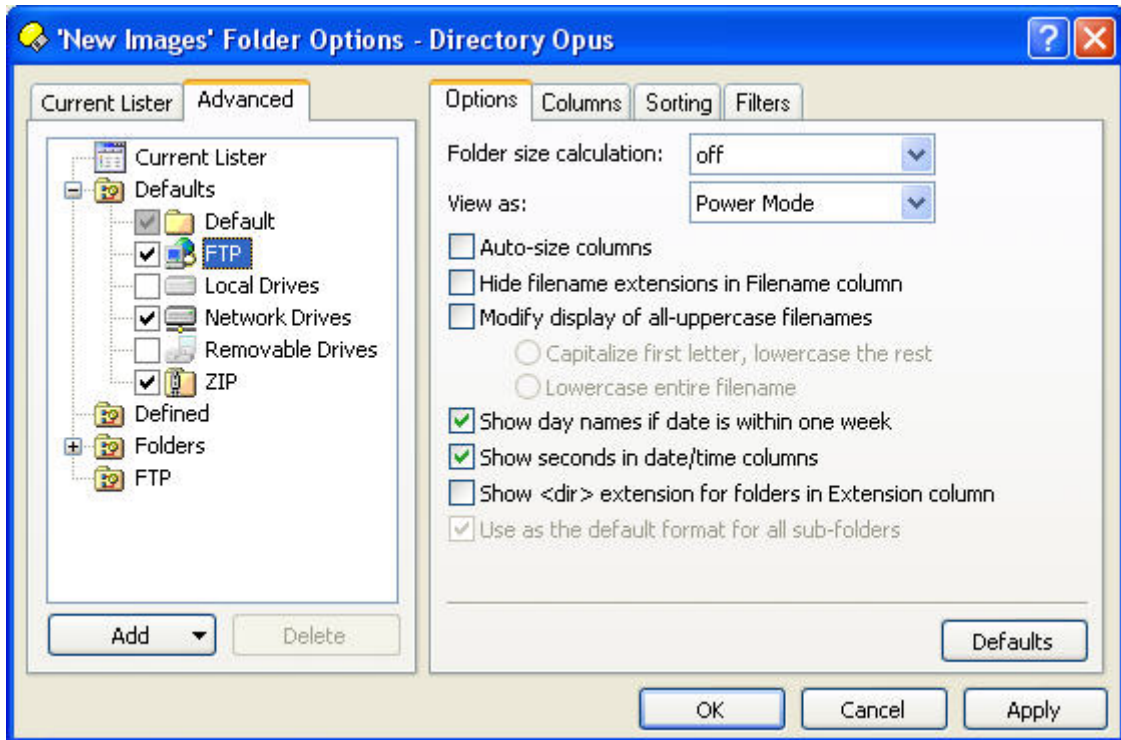 'New Images' Folder Options - Directory Opus
Current Lister
Advanced
Current Lister
Defaults
Default
FTP
Local Drives
Network Drives
Removable Drives
ZIP
Defined
Folders
FTP
Add
Delete
Options
Columns
Sorting
Filters
Folder size calculation:
off
View as:
Power Mode
Auto-size columns
Hide filename extensions in Filename column
Modify display of all-uppercase filenames
Capitalize first letter, lowercase the rest
Lowercase entire filename
Show day names if date is within one week
Show seconds in date/time columns
Show <dir> extension for folders in Extension column
Use as the default format for all sub-folders
Defaults
OK
Cancel
Apply